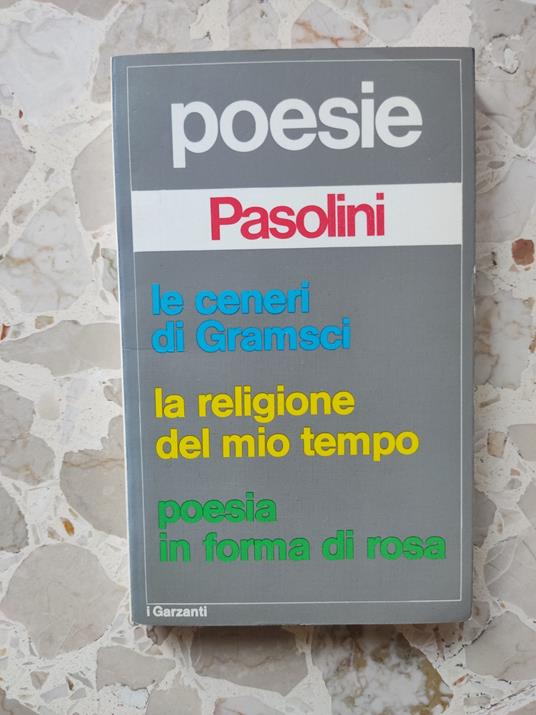 poesie
Pasolini
le ceneri
di Gramsci
la religione
del mio tempo
poesia
in forma di rosa
i Garzanti